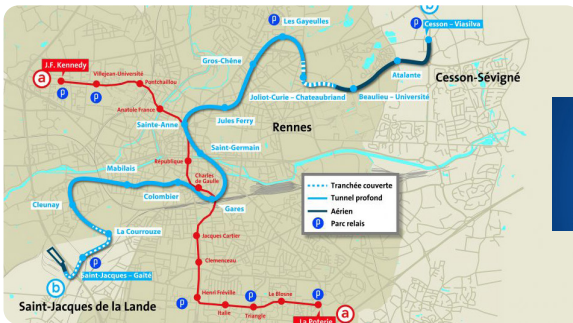 b
P
Les Gayeulles
P
Cesson - Viasilva
J.F. Kennedy
a
Villejean-Université
Pontchaillou
Gros-Chêne
Atalante
Cesson-Sévigné
P
P
Anatole France
Joliot-Curie - Chateaubriand
Beaulieu - Université
Sainte-Anne
Jules Ferry
Rennes
Saint-Germain
République
Mabilais
Charles
de Gaulle
Tranchée couverte
Tunnel profond
Aérien
P
Parc relais
Cleunay
Colombier
Gares
La Courrouze
Jacques Cartier
P
Clemenceau
Saint-Jacques - Gaîté
b
P
Henri Fréville
P
Le Blosne
P
Saint-Jacques de la Lande
Italie
Triangle
a
La Poterie